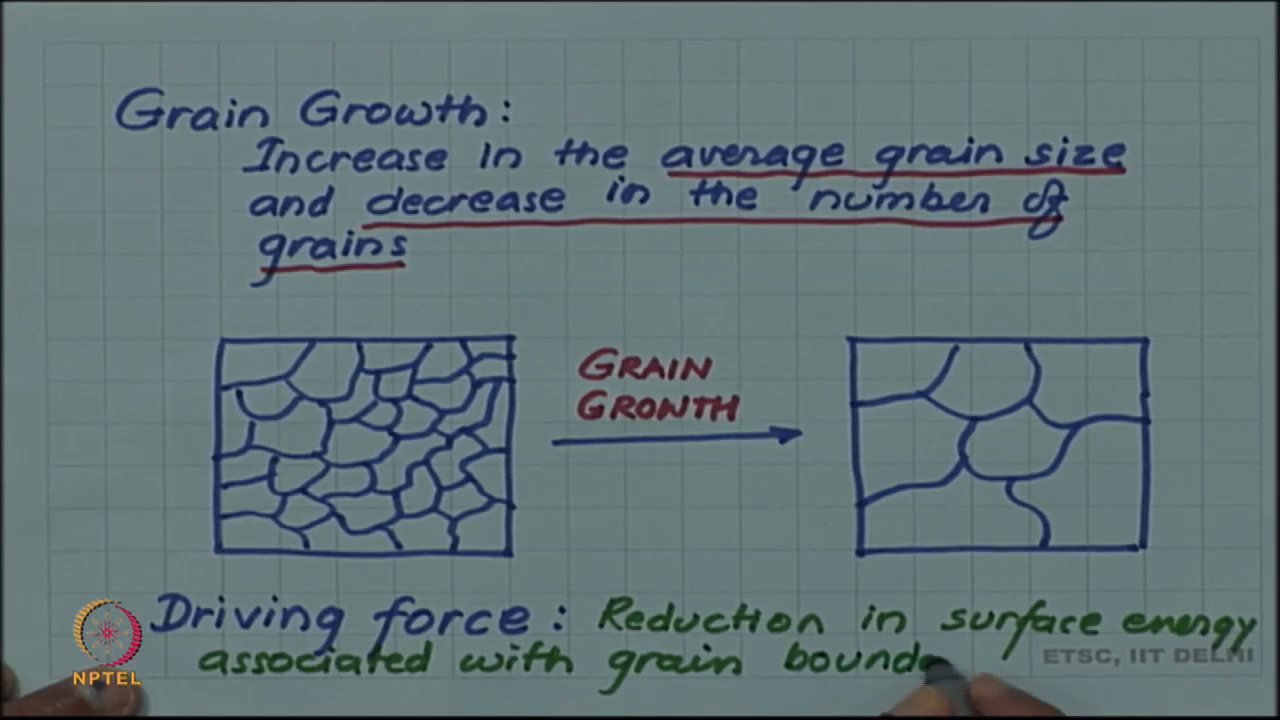 Grain Growth:
Increase in the average grain size
and decrease in the number of
grains
GRAIN
GROWTH
Driving force: Reduction in surface energy
associated with grain bounda
ETSC, IIT DELHI
NPTEL